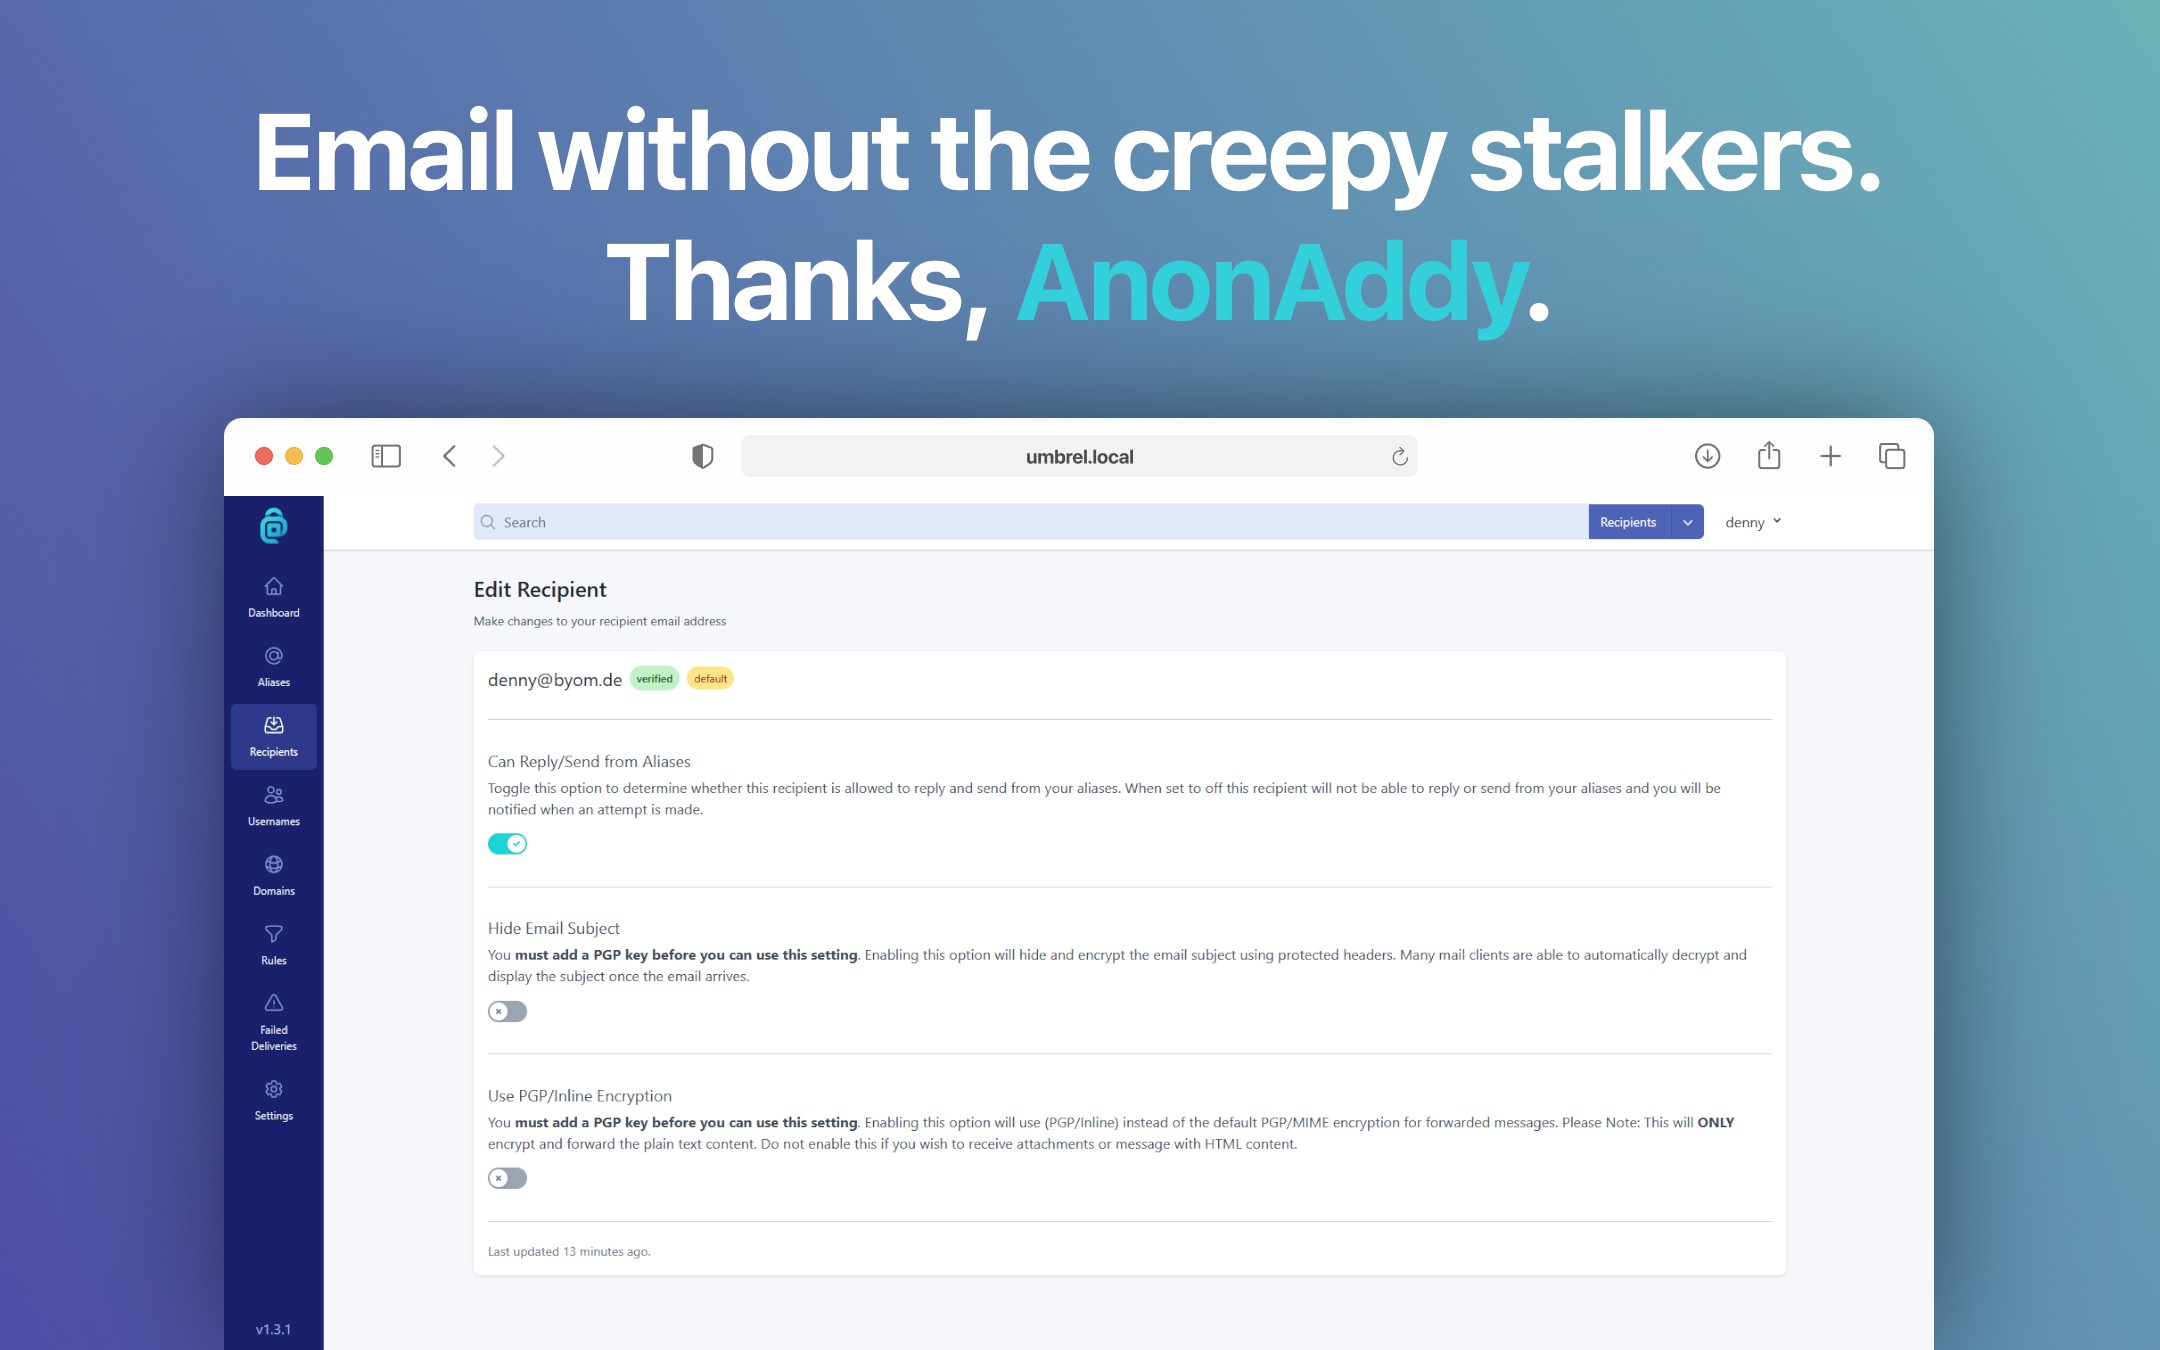 Email without the creepy stalkers.
Thanks, AnonAddy.
umbrel.local
Search
Recipients
denny
Dashboard
Aliases
Recipients
Usernames
Domains
Rules
Failed
Deliveries
Settings
v1.3.1
Edit Recipient
Make changes to your recipient email address
denny@byom.de verified default
Can Reply/Send from Aliases
Toggle this option to determine whether this recipient is allowed to reply and send from your aliases. When set to off this recipient will not be able to reply or send from your aliases and you will be
notified when an attempt is made.
Hide Email Subject
You must add a PGP key before you can use this setting. Enabling this option will hide and encrypt the email subject using protected headers. Many mail clients are able to automatically decrypt and
display the subject once the email arrives.
Use PGP/Inline Encryption
You must add a PGP key before you can use this setting. Enabling this option will use (PGP/Inline) instead of the default PGP/MIME encryption for forwarded messages. Please Note: This will ONLY
encrypt and forward the plain text content. Do not enable this if you wish to receive attachments or message with HTML content.
Last updated 13 minutes ago.